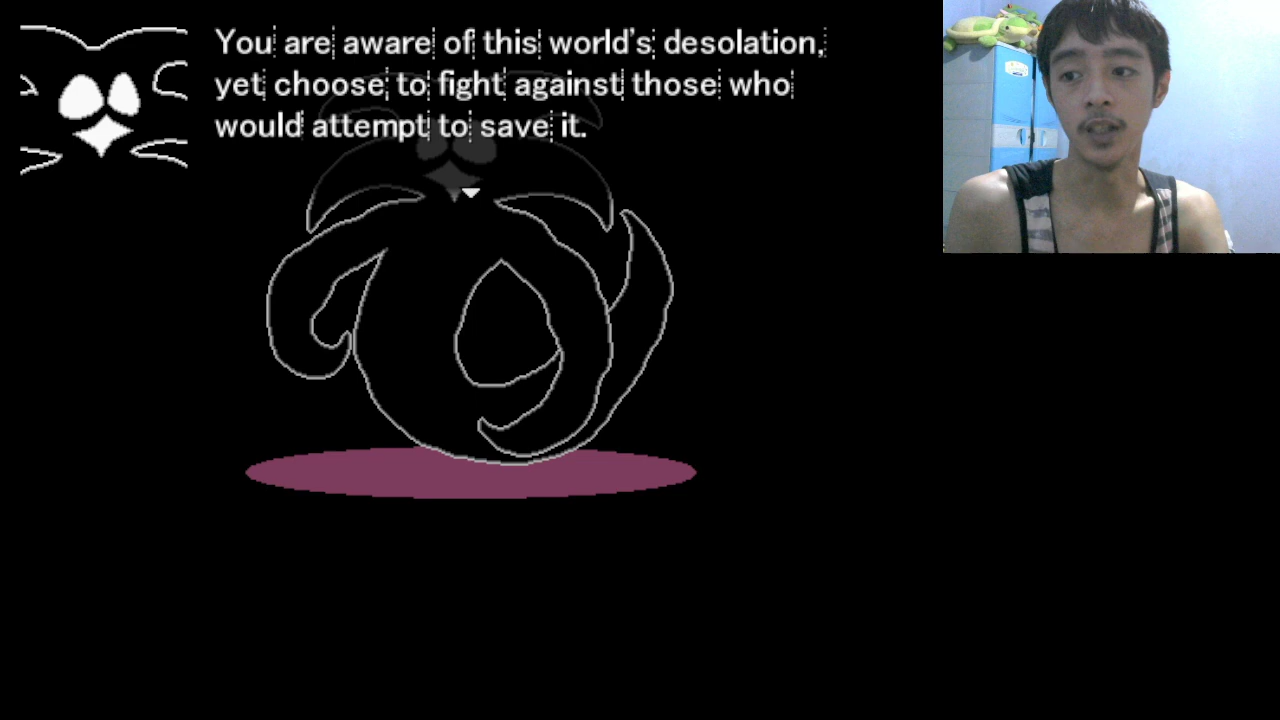 You are aware of this world's desolation,
yet choose to fight against those who
would attempt to save it.